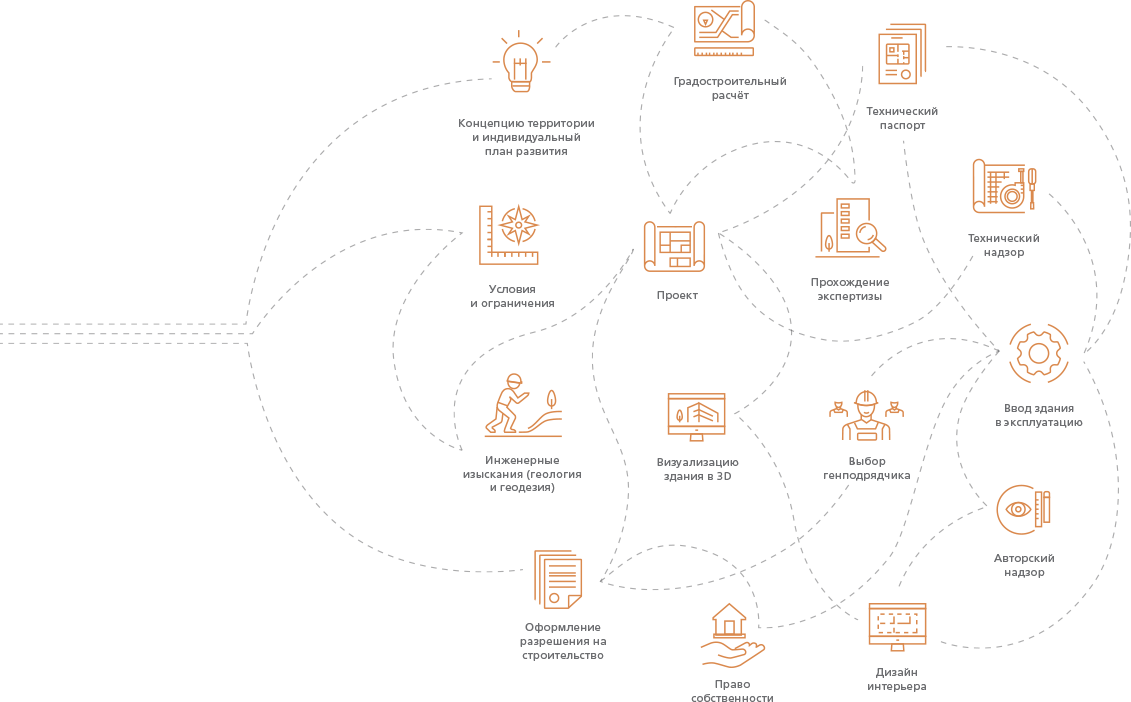 Градостроительный
расчёт
Технический
паспорт
Концепцию территории
и индивидуальный
план развития
Технический
надзор
Прохождение
экспертизы
Условия
и ограничения
Проект
Ввод здания
в эксплуатацию
Инженерные
изыскания (геология
и геодезия)
Визуализацию
здания в 3D
Выбор
генподрядчика
Авторский
надзор
Оформление
разрешения на
строительство
Дизайн
интерьера
Право
собственности